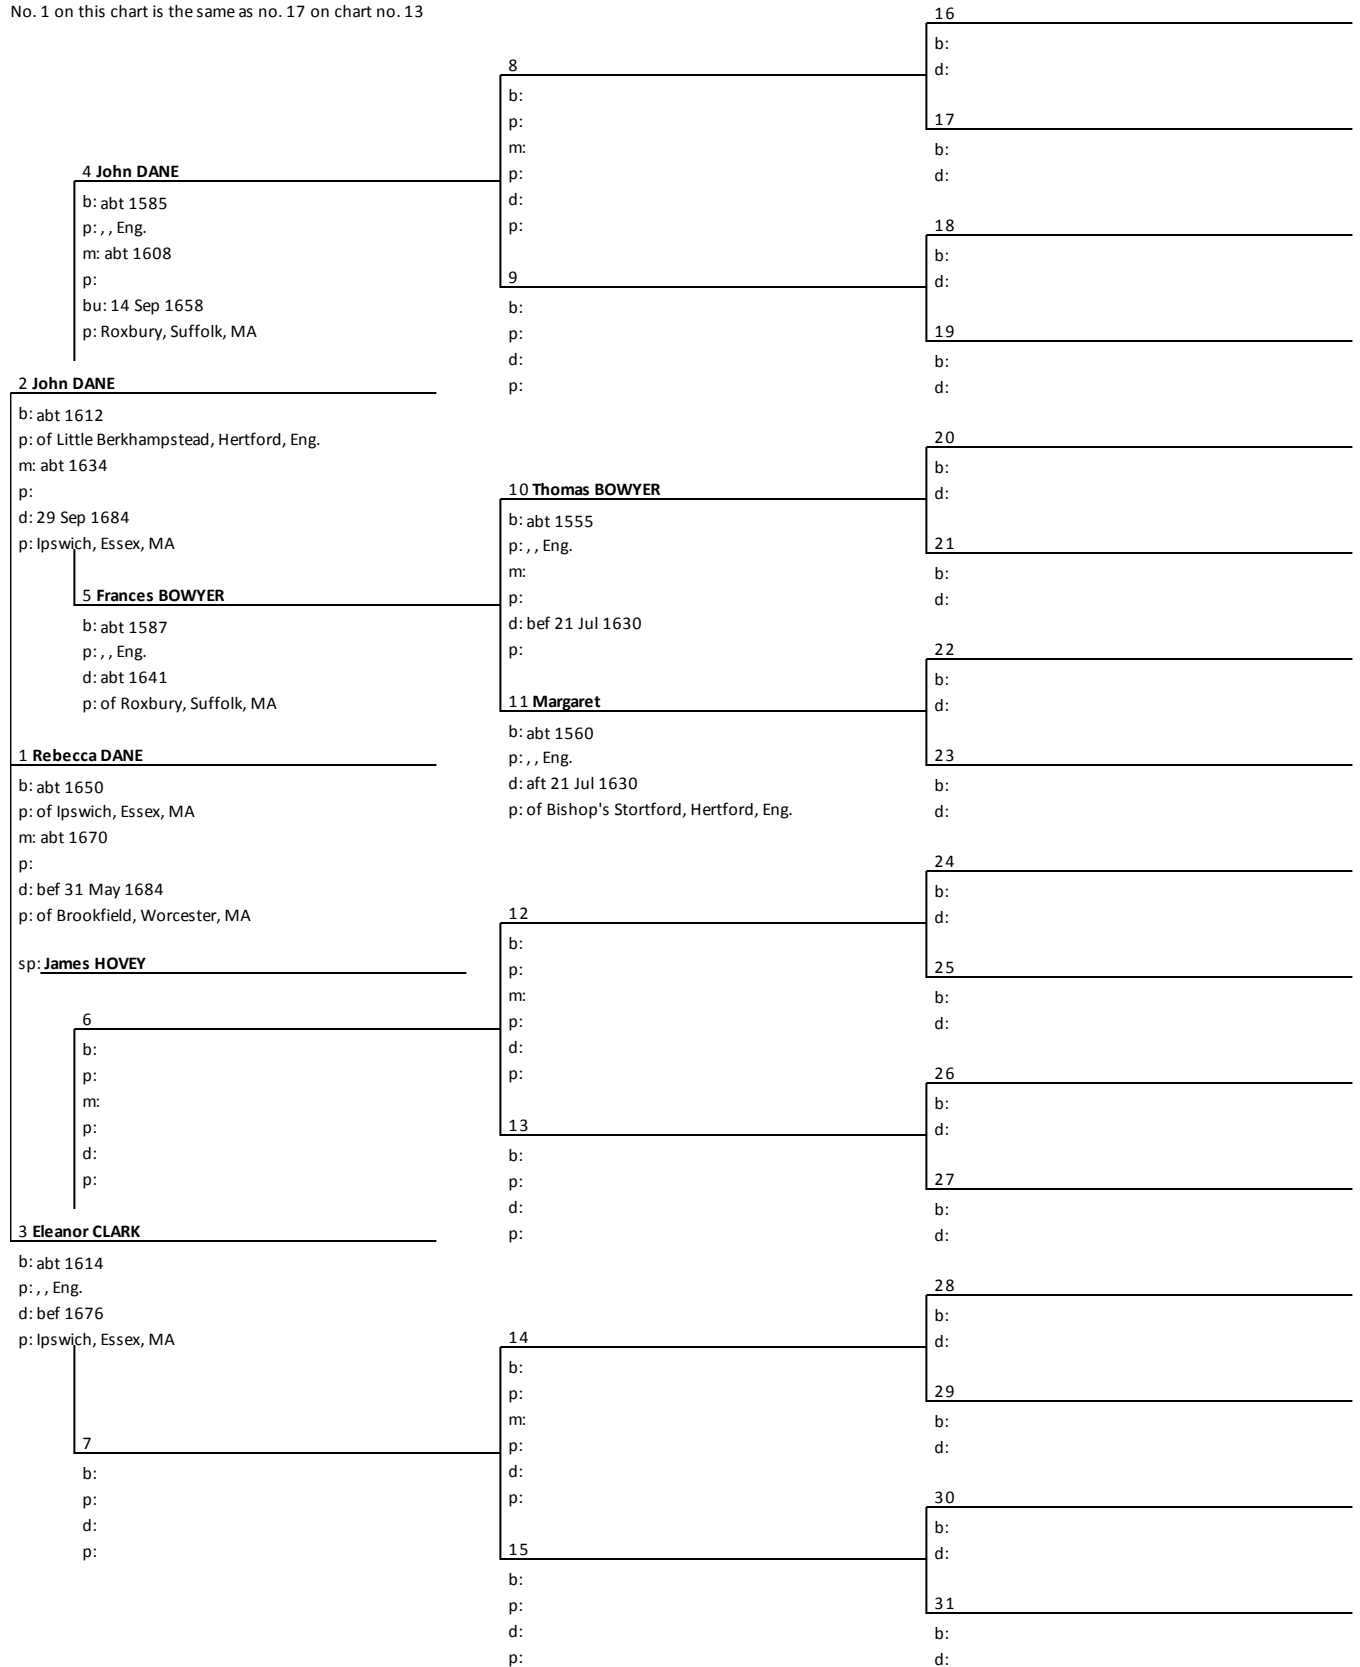 No. 1 on this chart is the same as no. 17 on chart no. 13
4 John DANE
b: abt 1585
p: , , Eng.
m: abt 1608
p:
bu: 14 Sep 1658
p: Roxbury, Suffolk, MA
2 John DANE
b: abt 1612
p: of Little Berkhampstead, Hertford, Eng.
m: abt 1634
p:
d: 29 Sep 1684
p: Ipswich, Essex, MA
5 Frances BOWYER
b: abt 1587
p: , , Eng.
d: abt 1641
p: of Roxbury, Suffolk, MA
1 Rebecca DANE
b: abt 1650
p: of Ipswich, Essex, MA
m: abt 1670
p:
d: bef 31 May 1684
p: of Brookfield, Worcester, MA
sp: James HOVEY
6
b:
p:
m:
p:
d:
p:
3 Eleanor CLARK
b: abt 1614
p: , , Eng.
d: bef 1676
p: Ipswich, Essex, MA
7
b:
p:
d:
p:
8
b:
p:
m:
p:
d:
p:
9
b:
p:
d:
p:
10 Thomas BOWYER
b: abt 1555
p: , , Eng.
m:
p:
d: bef 21 Jul 1630
p:
11 Margaret
b: abt 1560
p: , , Eng.
d: aft 21 Jul 1630
p: of Bishop's Stortford, Hertford, Eng.
12
b:
p:
m:
p:
d:
p:
13
b:
p:
d:
p:
14
b:
p:
m:
p:
d:
p:
15
b:
p:
d:
p:
16
b:
d:
17
b:
d:
18
b:
d:
19
b:
d:
20
b:
d:
21
b:
d:
22
b:
d:
23
b:
d:
24
b:
d:
25
b:
d:
26
b:
d:
27
b:
d:
28
b:
d:
29
b:
d:
30
b:
d:
31
b:
d: